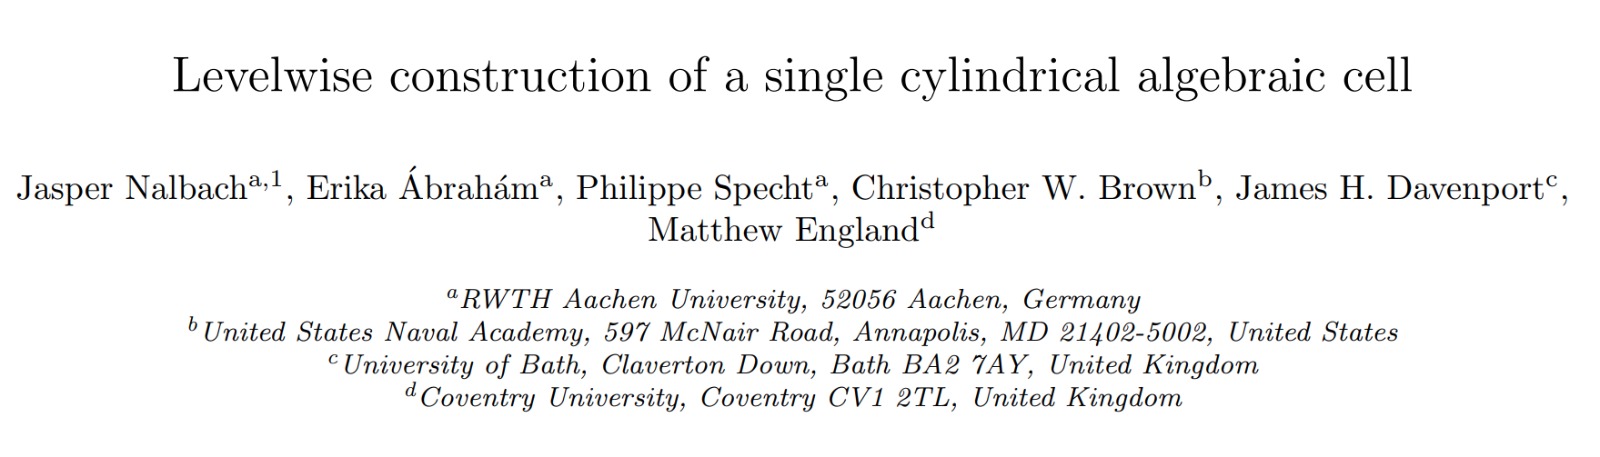 Levelwise construction of a single cylindrical algebraic cell
Jasper Nalbachᵃ,¹, Erika Ábrahámᵃ, Philippe Spechtᵃ, Christopher W. Brownᵇ, James H. Davenportᶜ,
Matthew Englandᵈ
ᵃRWTH Aachen University, 52056 Aachen, Germany
ᵇUnited States Naval Academy, 597 McNair Road, Annapolis, MD 21402-5002, United States
ᶜUniversity of Bath, Claverton Down, Bath BA2 7AY, United Kingdom
ᵈCoventry University, Coventry CV1 2TL, United Kingdom